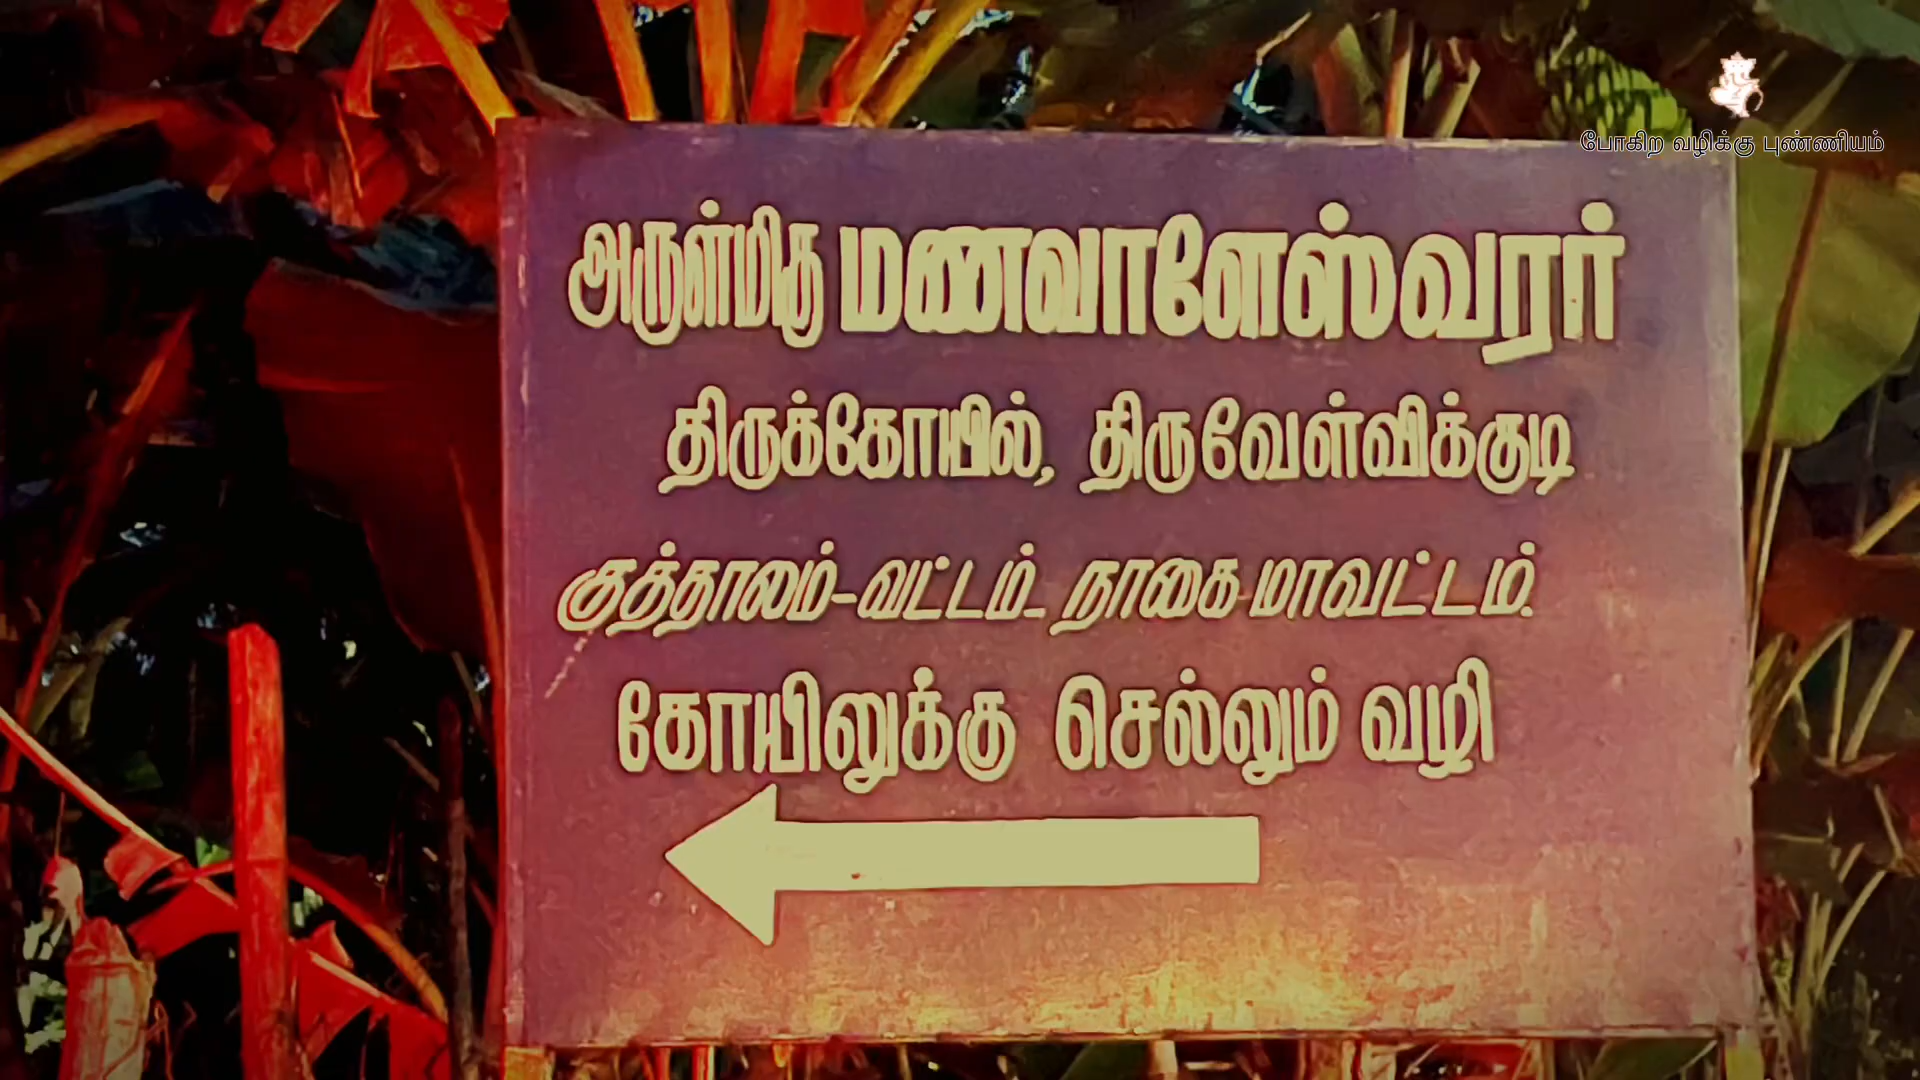 போகிற வழிக்கு புண்ணியம்
அருள்மிகு மணவாளேஸ்வரர்
திருக்கோயில், திருவேள்விக்குடி
குத்தாலம்-வட்டம்- நாகை மாவட்டம்.
கோயிலுக்கு செல்லும் வழி